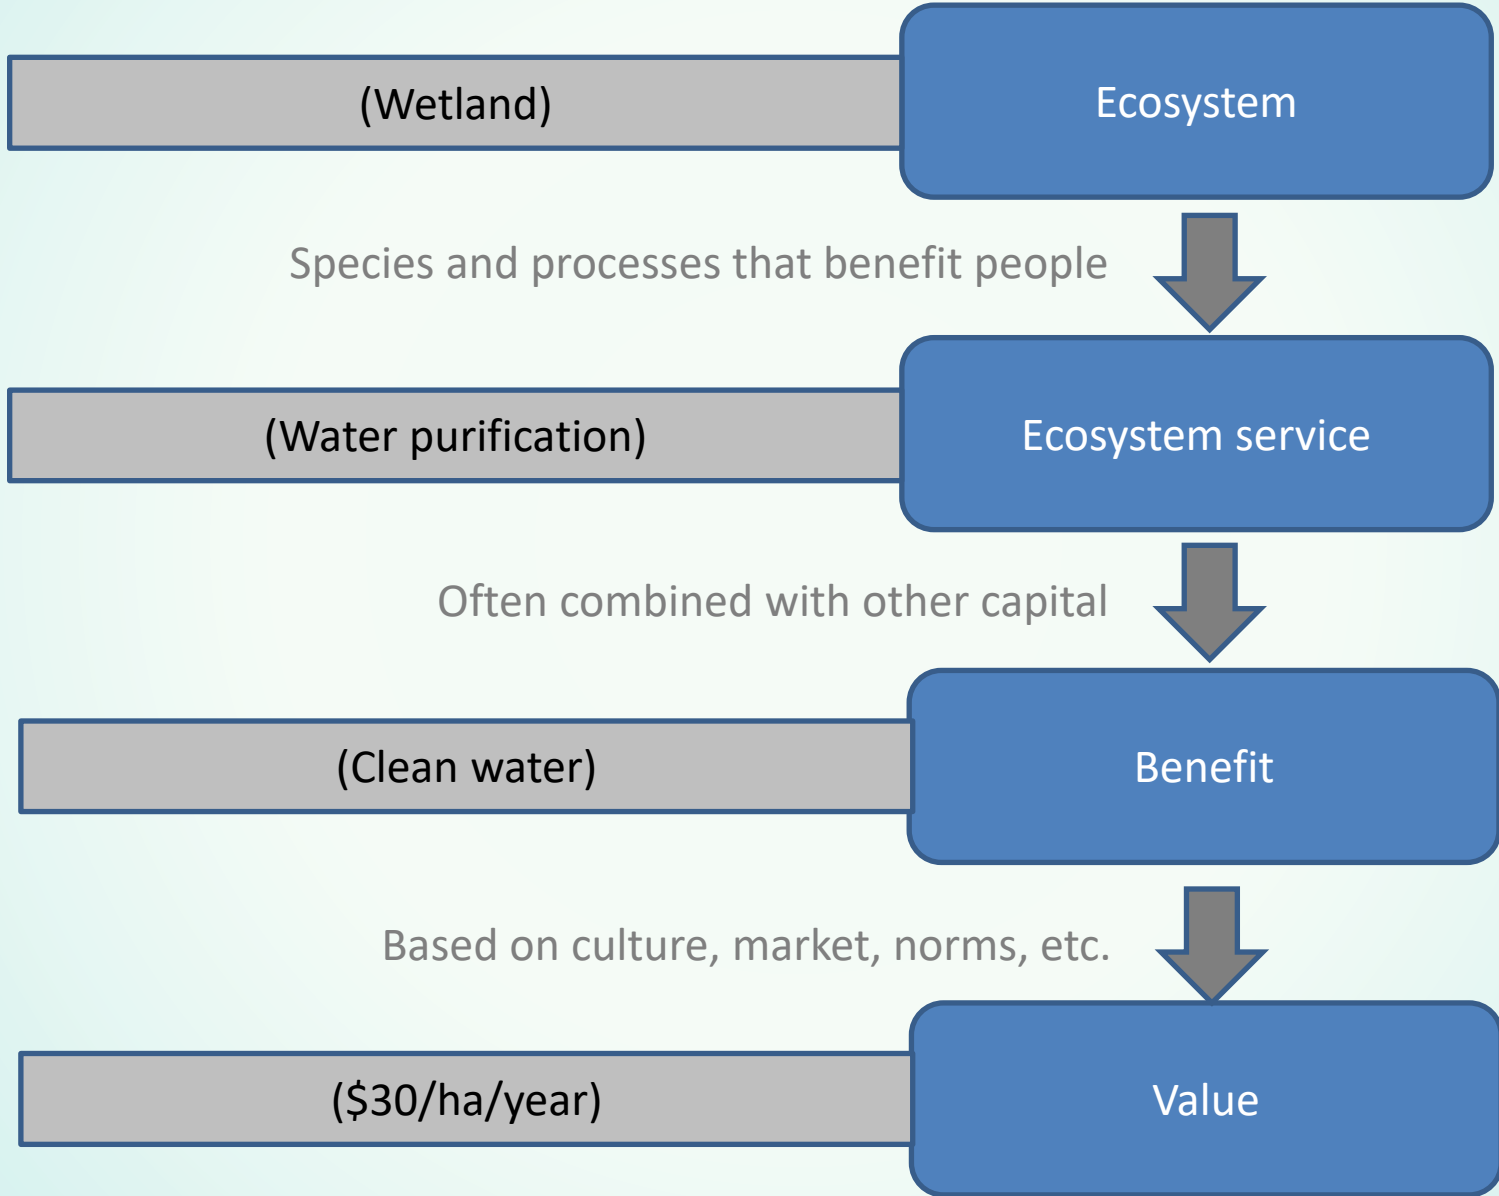 (Wetland)
Ecosystem
Species and processes that benefit people
(Water purification)
Ecosystem service
Often combined with other capital
(Clean water)
Benefit
Based on culture, market, norms, etc.
($30/ha/year)
Value